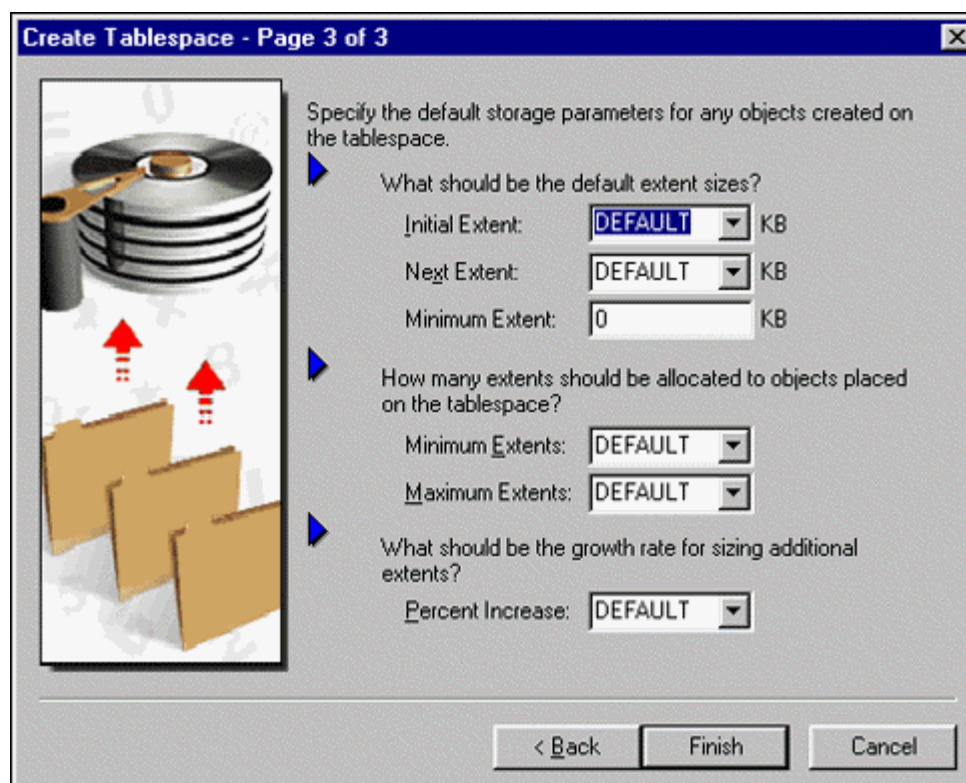 Create Tablespace - Page 3 of 3
Specify the default storage parameters for any objects created on
the tablespace.
What should be the default extent sizes?
Initial Extent: DEFAULT KB
Next Extent: DEFAULT KB
Minimum Extent: 0 KB
How many extents should be allocated to objects placed
on the tablespace?
Minimum Extents: DEFAULT
Maximum Extents: DEFAULT
What should be the growth rate for sizing additional
extents?
Percent Increase: DEFAULT
< Back Finish Cancel